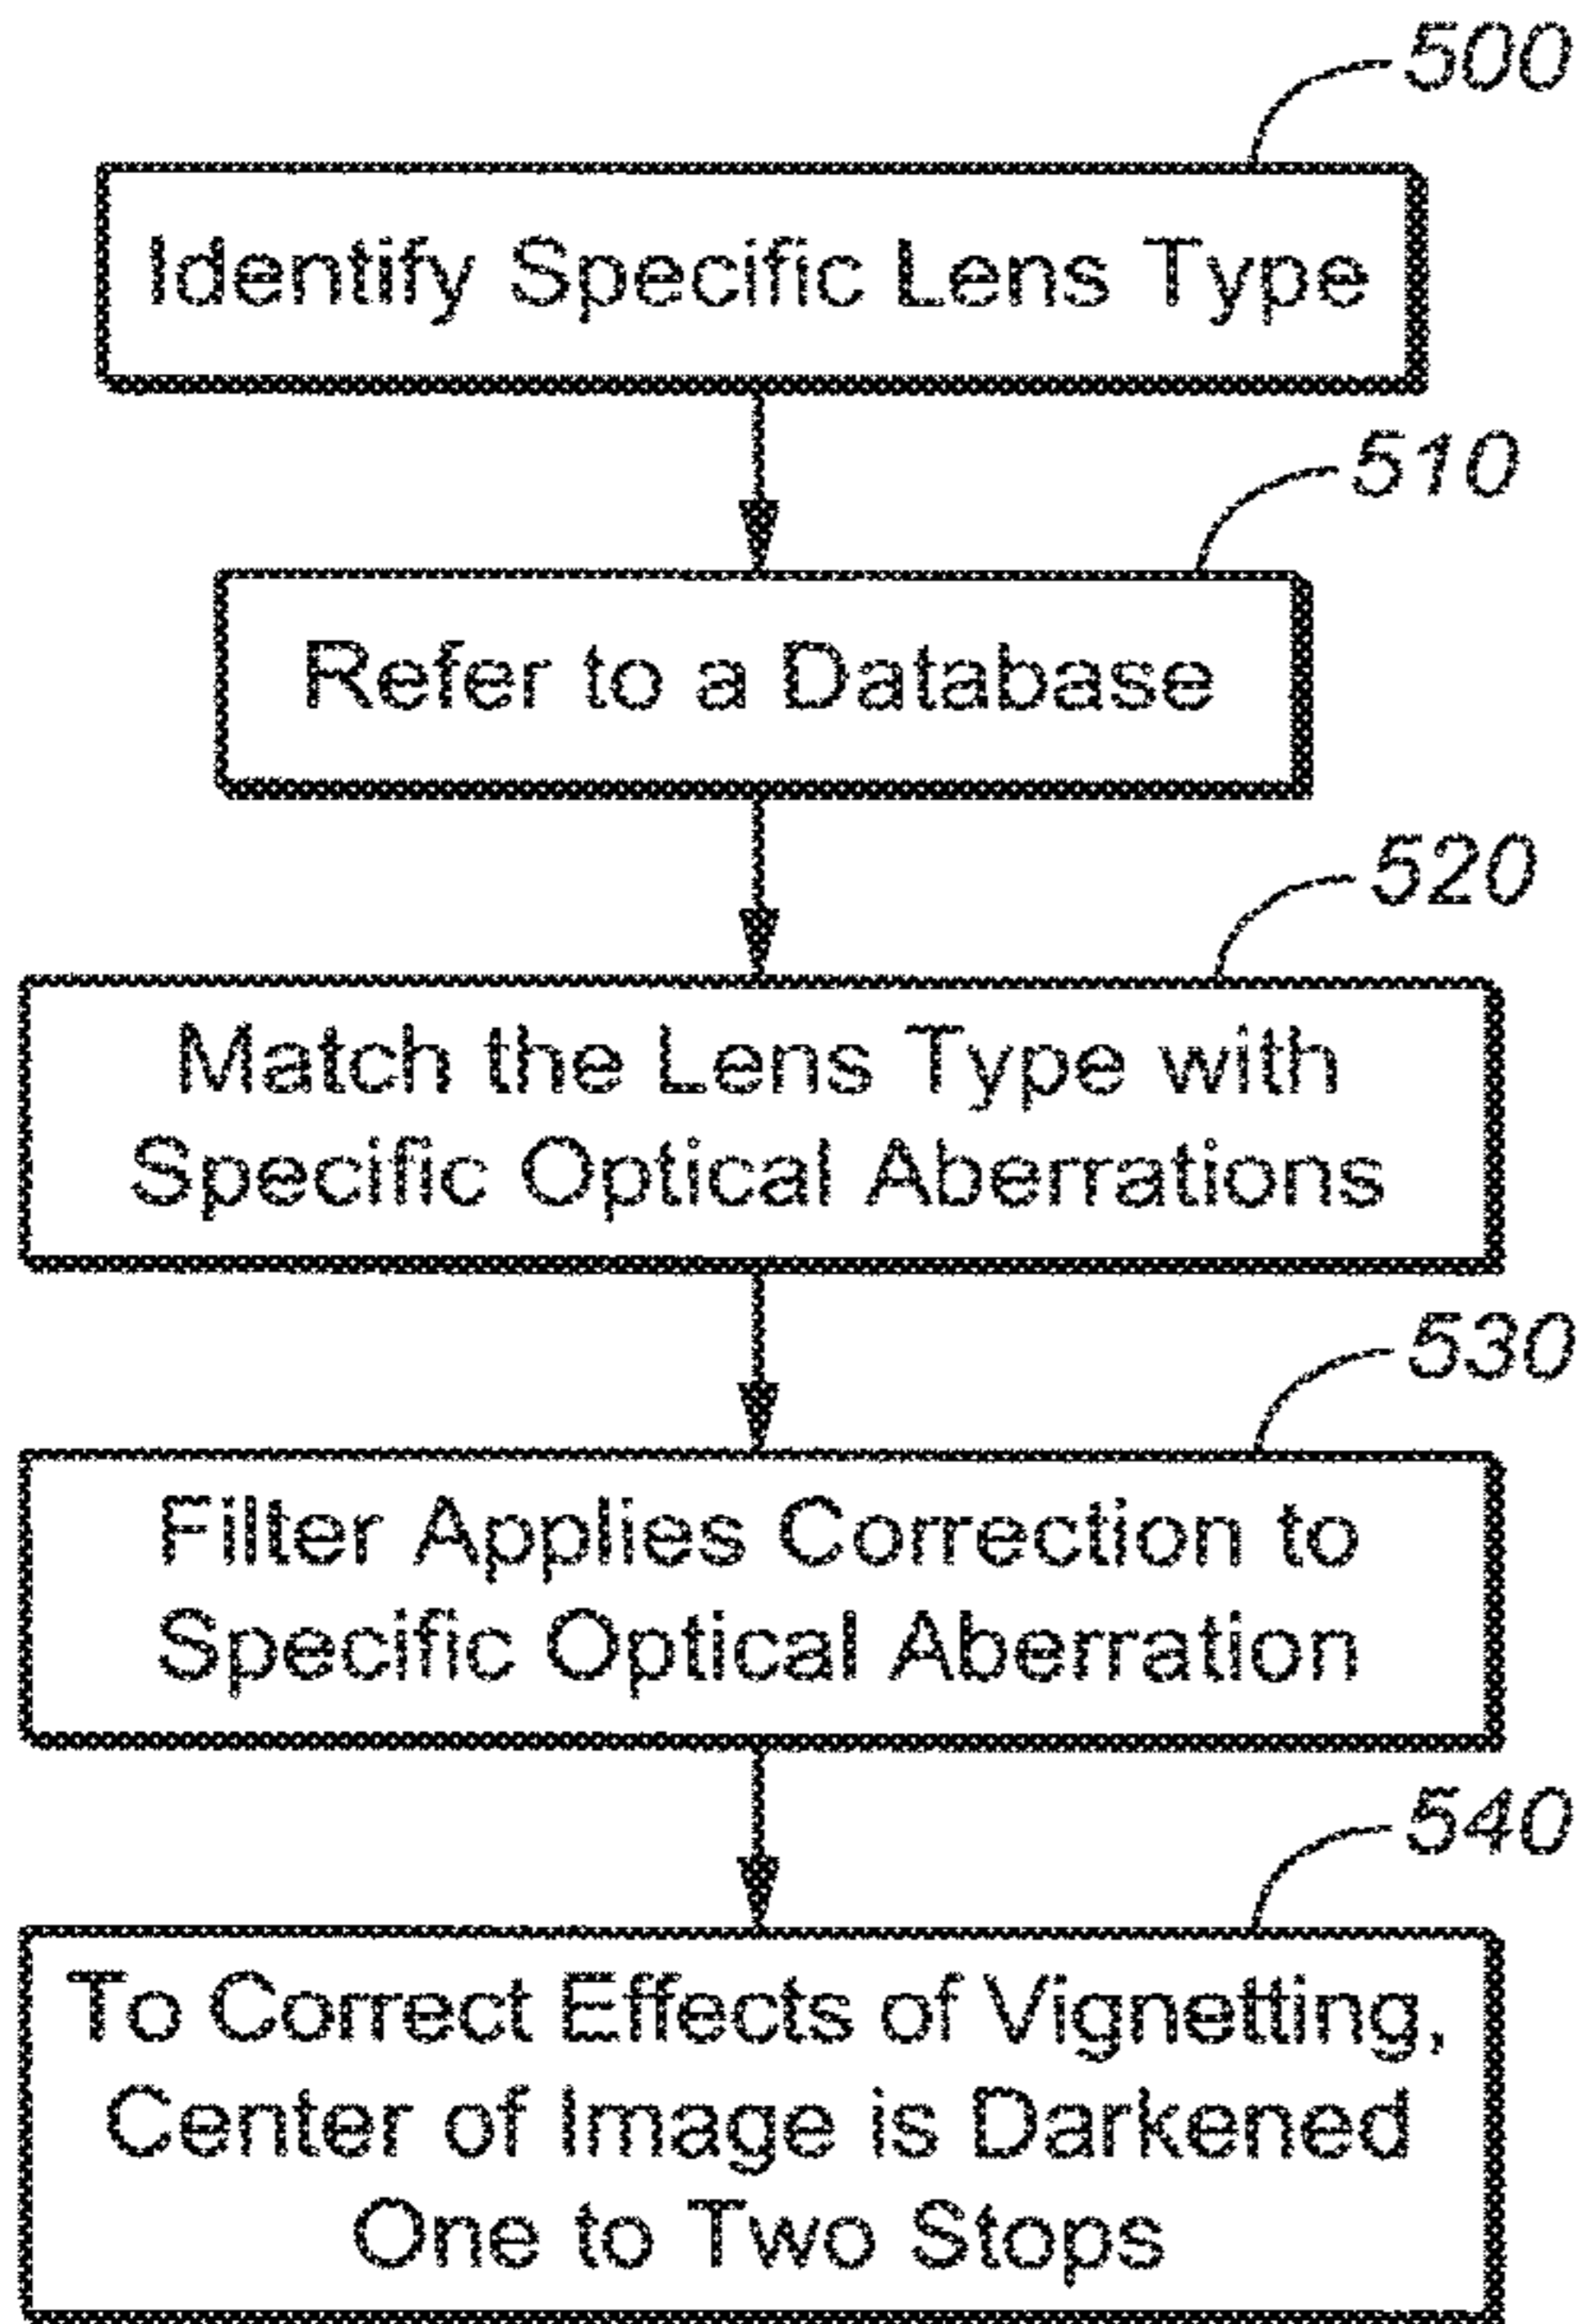 500
Identify Specific Lens Type
510
Refer to a Database
520
Match the Lens Type with
Specific Optical Aberrations
530
Filter Applies Correction to
Specific Optical Aberration
540
To Correct Effects of Vignetting,
Center of Image is Darkened
One to Two Stops